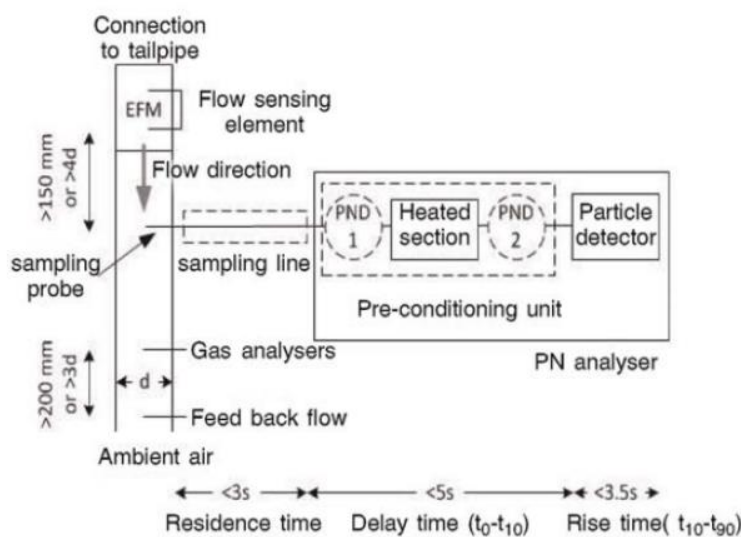 Connection
to tailpipe
EFM
Flow sensing
element
>150 mm
or >4d
Flow direction
PND
1
Heated
section
PND
2
Particle
detector
sampling
probe
sampling line
Pre-conditioning unit
PN analyser
Gas analysers
>200 mm
or >3d
d
Feed back flow
Ambient air
<3s
<5s
<3.5s
Residence time
Delay time (t0-t10)
Rise time( t10-t90)